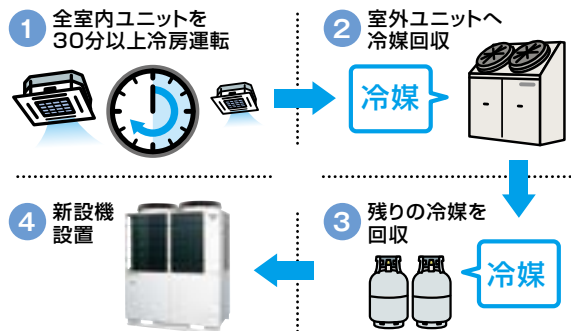 1 全室内ユニットを
30分以上冷房運転
2 室外ユニットへ
冷媒回収
冷媒
3 残りの冷媒を
回収
冷媒
4 新設機
設置